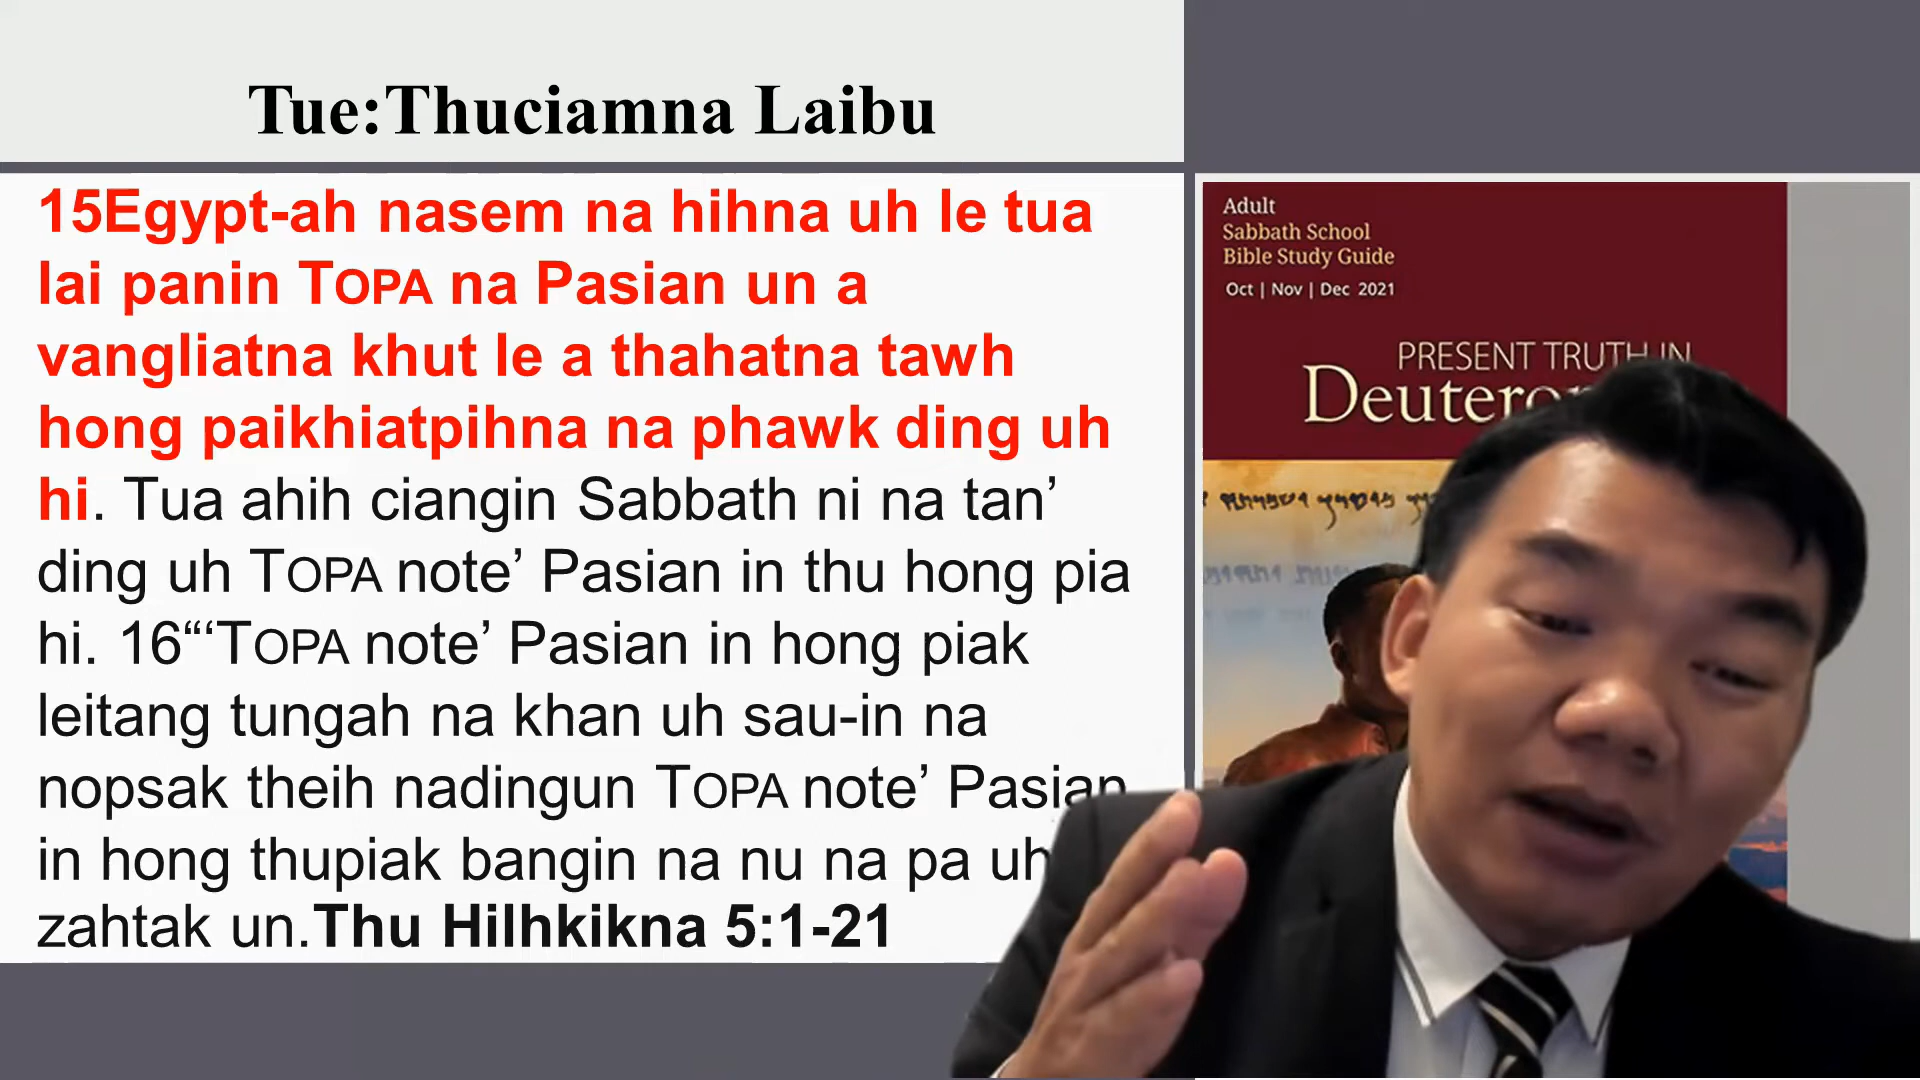 Tue:Thuciamna Laibu
15Egypt-ah nasem na hihna uh le tua
lai panin TOPA na Pasian un a
vangliatna khut le a thahatna tawh
hong paikhiatpihna na phawk ding uh
hi. Tua ahih ciangin Sabbath ni na tan’
ding uh TOPA note’ Pasian in thu hong pia
hi. 16“‘TOPA note’ Pasian in hong piak
leitang tungah na khan uh sau-in na
nopsak theih nadingun TOPA note’ Pasian
in hong thupiak bangin na nu na pa uh
zahtak un.Thu Hilhkikna 5:1-21
Adult
Sabbath School
Bible Study Guide
Oct | Nov | Dec 2021
PRESENT TRUTH IN